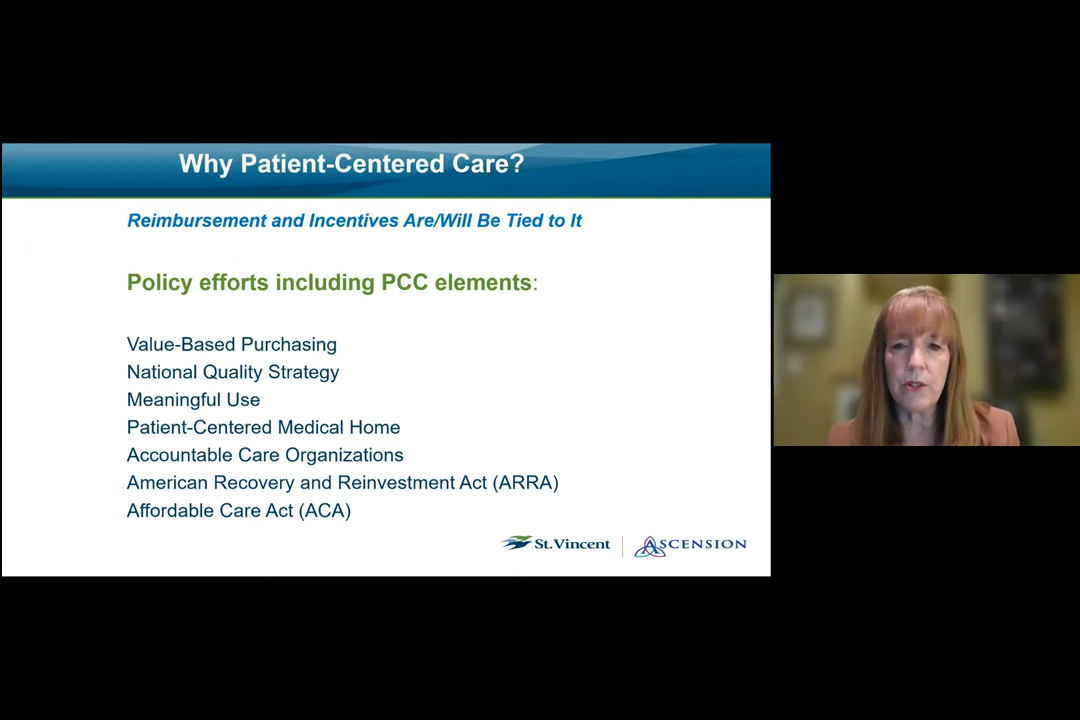 Why Patient-Centered Care?
Reimbursement and Incentives Are/Will Be Tied to It
Policy efforts including PCC elements:
Value-Based Purchasing
National Quality Strategy
Meaningful Use
Patient-Centered Medical Home
Accountable Care Organizations
American Recovery and Reinvestment Act (ARRA)
Affordable Care Act (ACA)
St.Vincent
ASCENSION